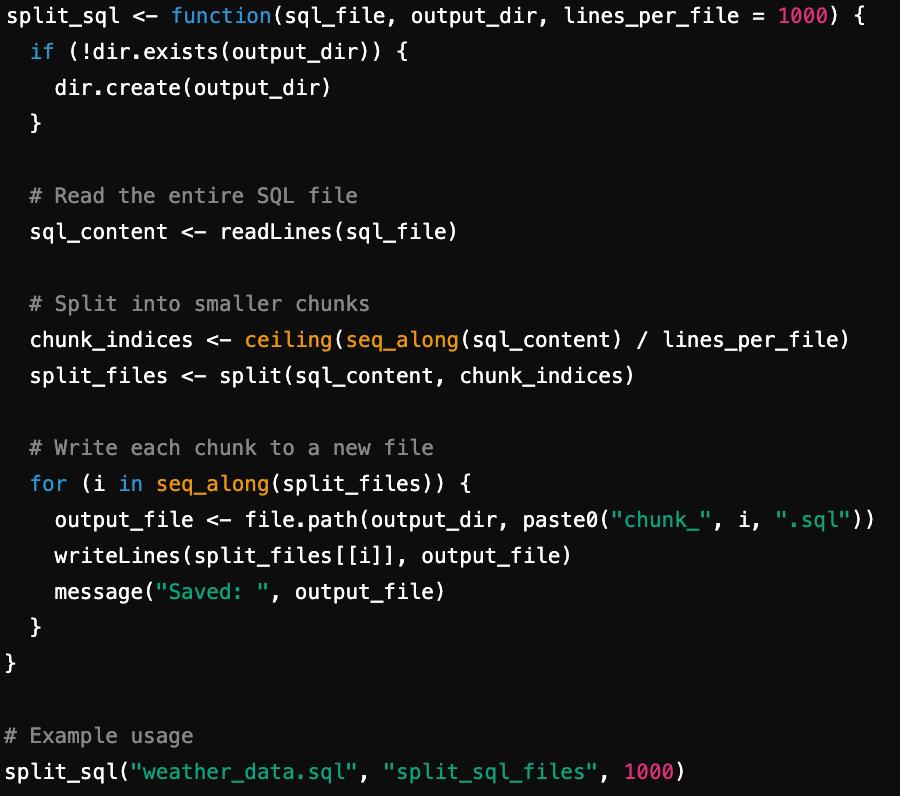 split_sql <- function(sql_file, output_dir, lines_per_file = 1000) {
  if (!dir.exists(output_dir)) {
    dir.create(output_dir)
  }

  # Read the entire SQL file
  sql_content <- readLines(sql_file)

  # Split into smaller chunks
  chunk_indices <- ceiling(seq_along(sql_content) / lines_per_file)
  split_files <- split(sql_content, chunk_indices)

  # Write each chunk to a new file
  for (i in seq_along(split_files)) {
    output_file <- file.path(output_dir, paste0("chunk_", i, ".sql"))
    writeLines(split_files[[i]], output_file)
    message("Saved: ", output_file)
  }
}

# Example usage
split_sql("weather_data.sql", "split_sql_files", 1000)